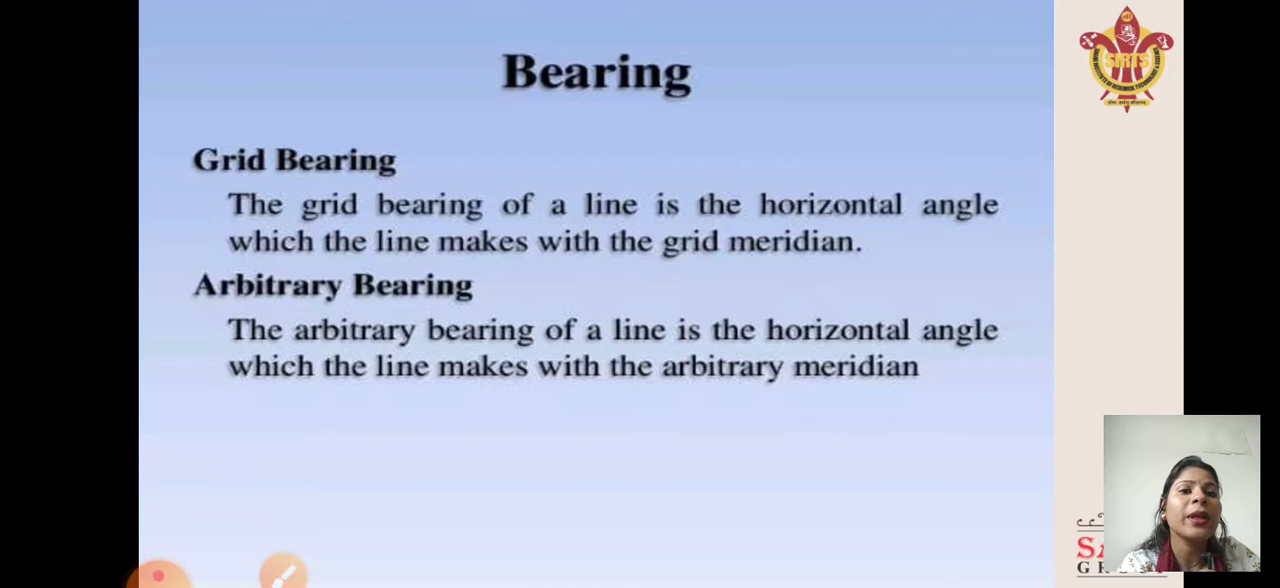 Bearing
Grid Bearing
The grid bearing of a line is the horizontal angle
which the line makes with the grid meridian.
Arbitrary Bearing
The arbitrary bearing of a line is the horizontal angle
which the line makes with the arbitrary meridian
SIRTS